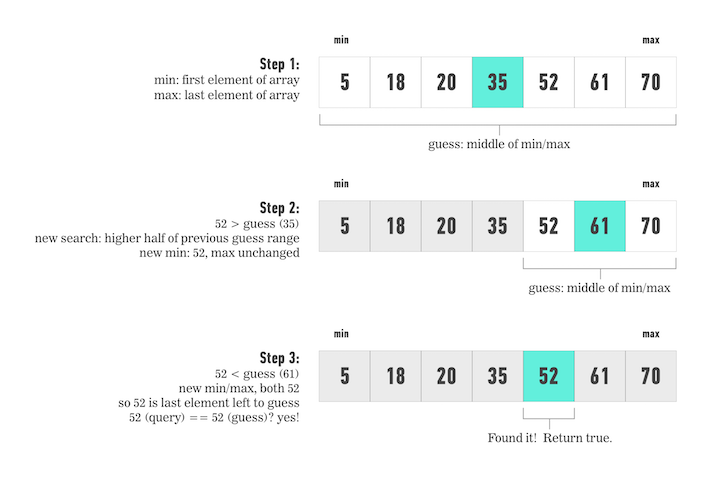 min max
Step 1:
min: first element of array
max: last element of array
5 18 20 35 52 61 70
guess: middle of min/max
min max
Step 2:
52 > guess (35)
new search: higher half of previous guess range
new min: 52, max unchanged
5 18 20 35 52 61 70
guess: middle of min/max
min max
Step 3:
52 < guess (61)
new min/max, both 52
so 52 is last element left to guess
52 (query) == 52 (guess)? yes!
5 18 20 35 52 61 70
Found it! Return true.